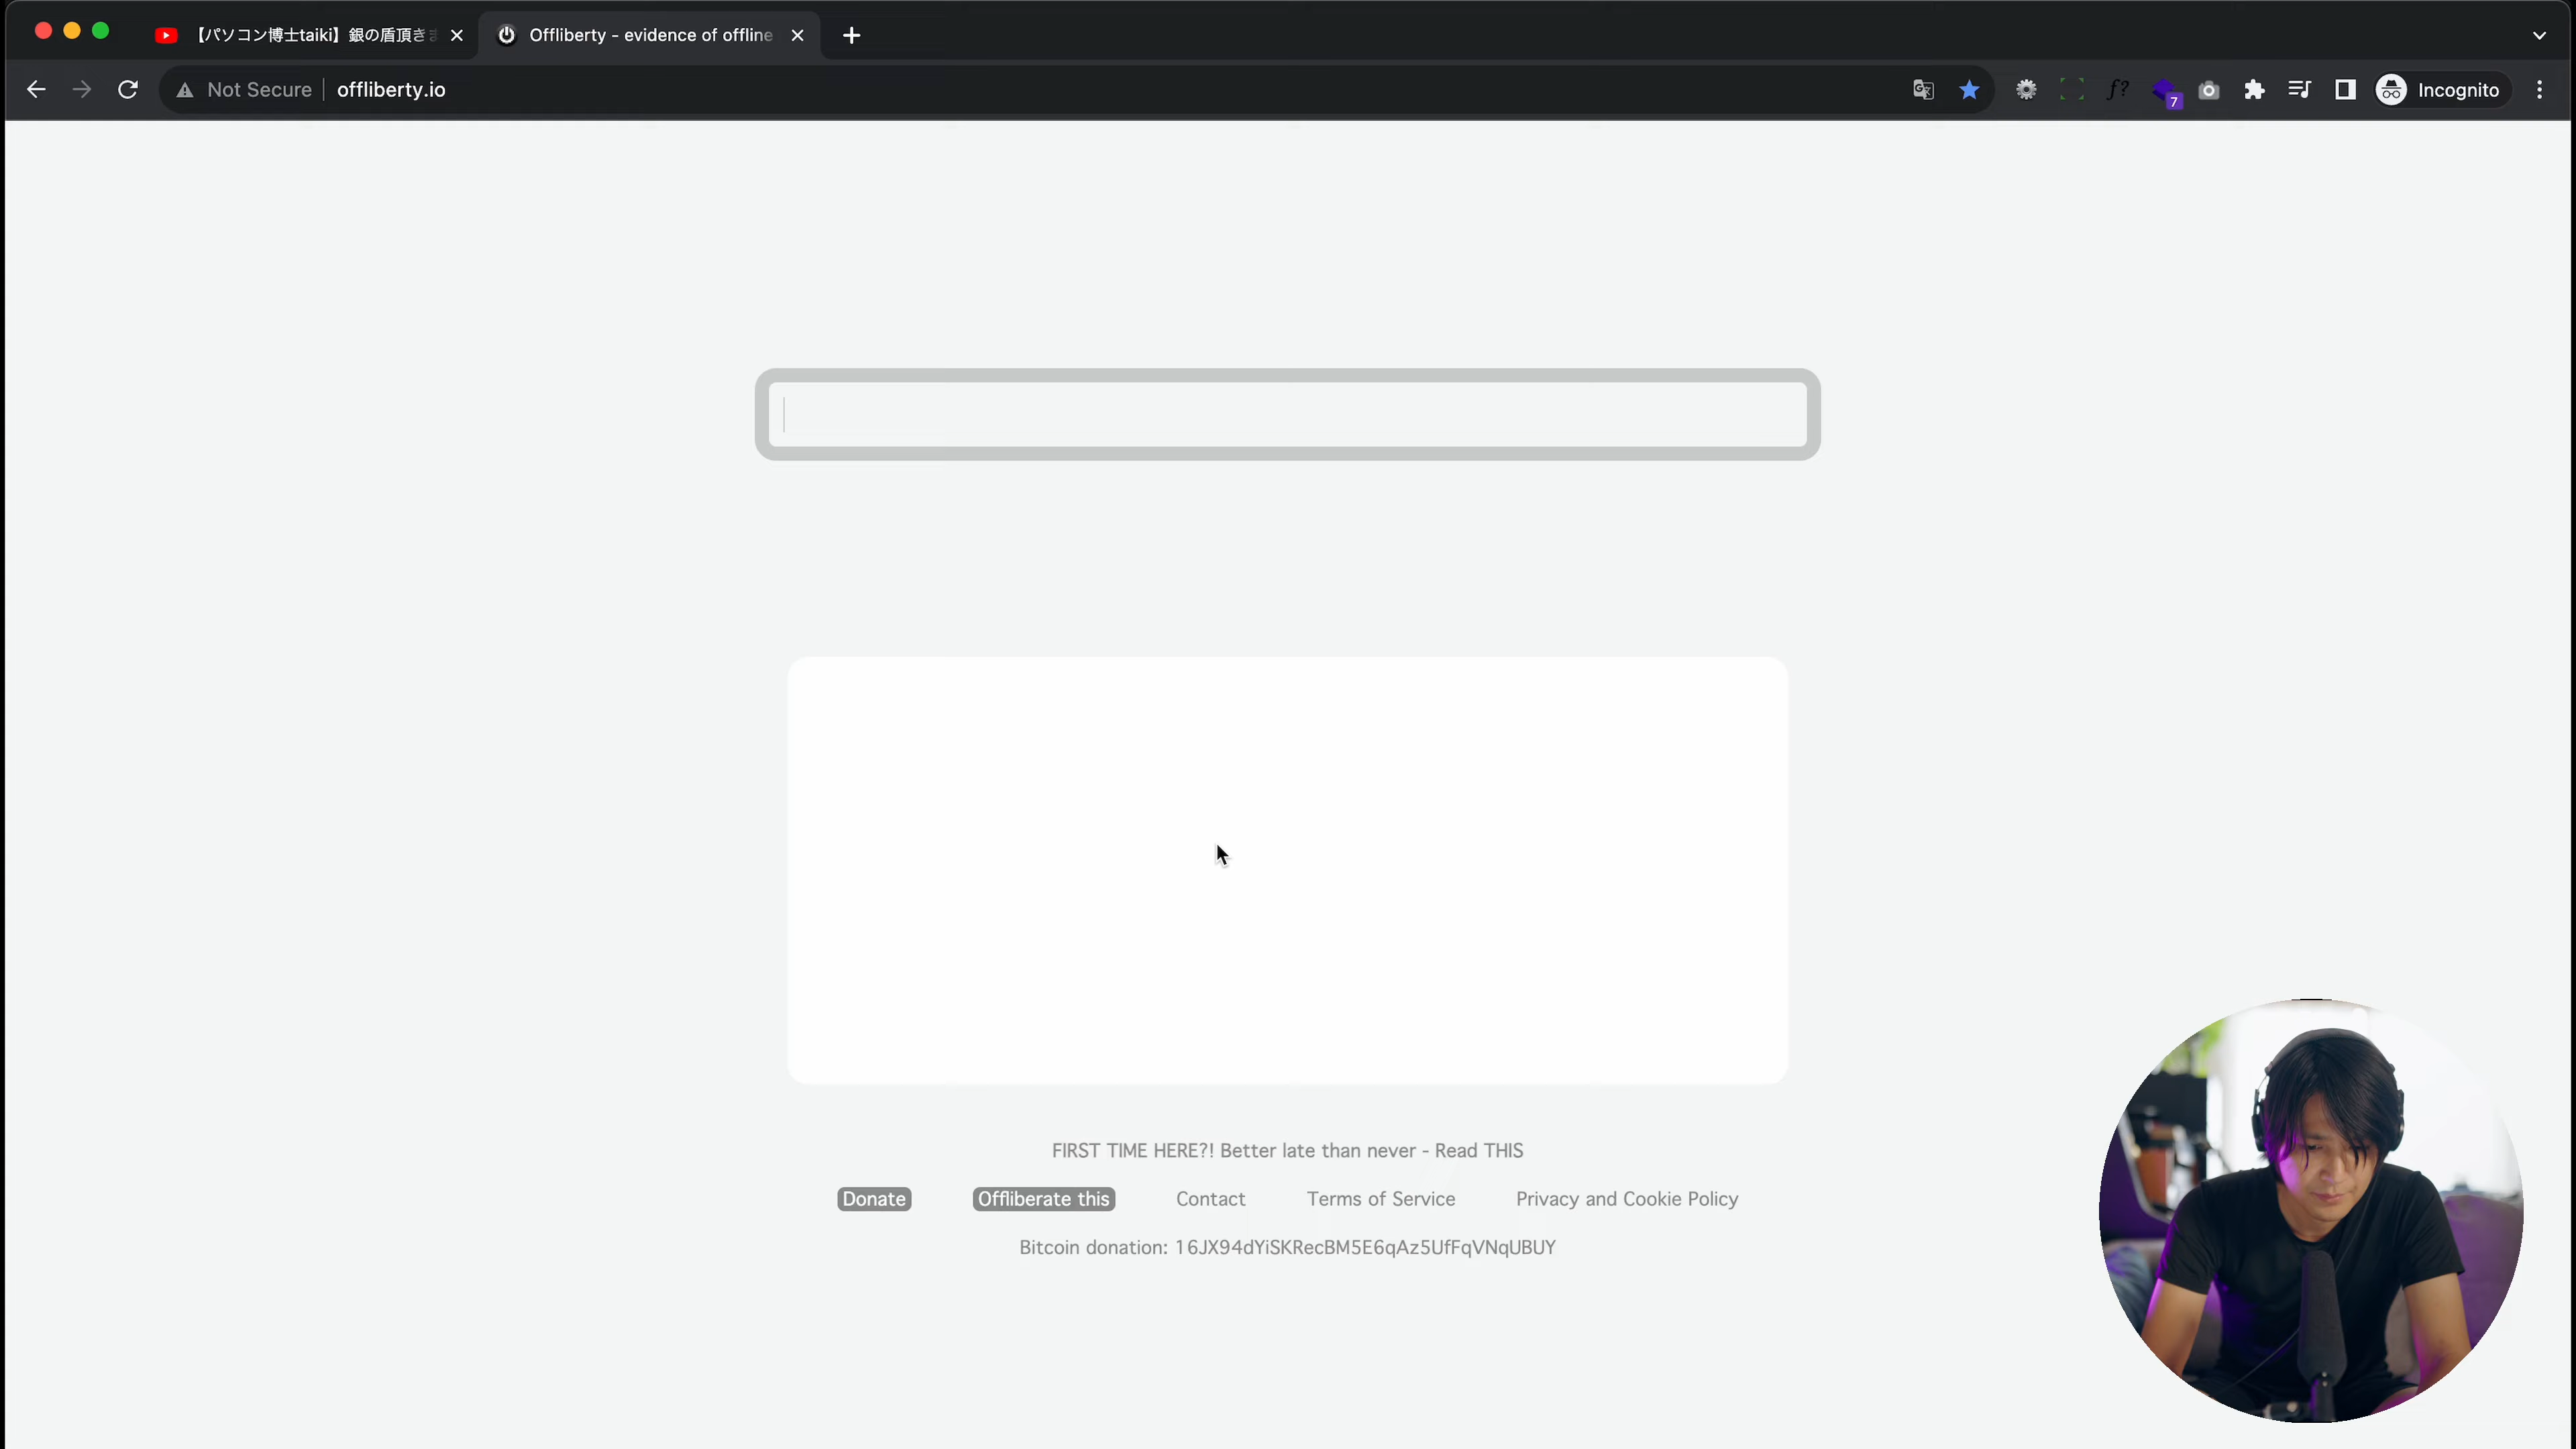 【パソコン博士taiki】銀の盾頂き
Offliberty - evidence of offline
Not Secure
offliberty.io
f?
7
Incognito
FIRST TIME HERE?! Better late than never - Read THIS
Donate Offliberate this Contact Terms of Service Privacy and Cookie Policy
Bitcoin donation: 16JX94dYiSKRecBM5E6qAz5UfFqVNqUBUY